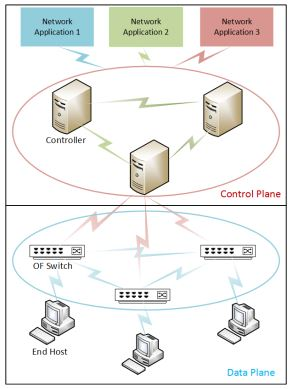 Network
Application 1
Network
Application 2
Network
Application 3
Controller
Control Plane
OF Switch
End Host
Data Plane